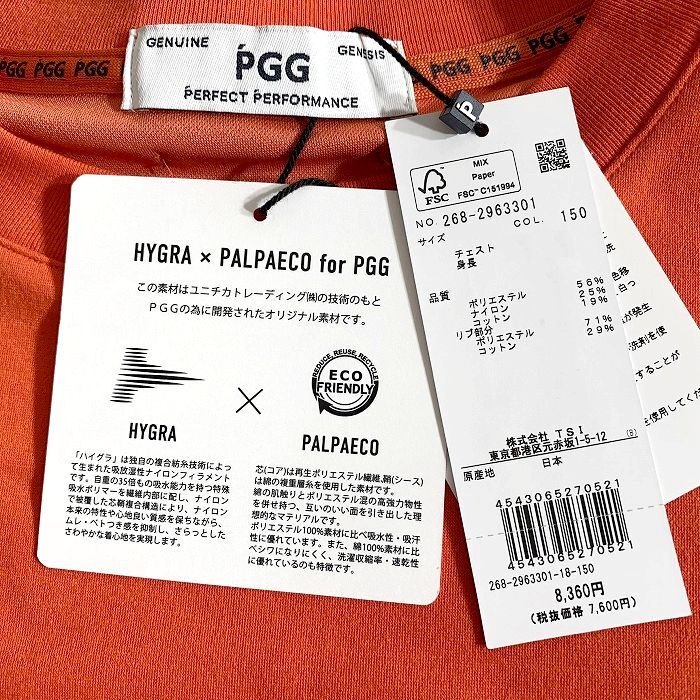 GENUINE GENESIS
PGG
PERFECT PERFORMANCE
PGG PGG PGG
PGG PGG PGG
HYGRA × PALPAECO for PGG
この素材はユニチカトレーディング㈱の技術のもと
PGGの為に開発されたオリジナル素材です。
HYGRA
×
REDUCE, REUSE, RECYCLE
ECO
FRIENDLY
PALPAECO
「ハイグラ」は独自の複合紡糸技術によっ
て生まれた吸放湿性ナイロンフィラメント
です。自重の35倍もの吸水能力を持つ特殊
吸水ポリマーを繊維内部に配し、ナイロン
で被覆した芯鞘複合構造により、ナイロン
本来の特性や心地良い質感を保ちながら、
ムレ・ベトつき感を抑制し、さらっとした
さわやかな着心地を実現します。
芯(コア)は再生ポリエステル繊維,鞘(シース)
は綿の複重層糸を使用した素材です。
綿の肌触りとポリエステル混の高強力物性
を併せ持つ、互いのいい面を引き出した理
想的なマテリアルです。
ポリエステル100%素材に比べ吸水性・吸汗
性に優れています。また、綿100%素材に比
べシワになりにくく、洗濯収縮率・速乾性
に優れているのも特徴です。
FSC
MIX
Paper
FSC™ C151994
NO. 268-2963301
COL. 150
サイズ
チェスト
身長
品質
ポリエステル 56%
ナイロン 25%
コットン 19%
リブ部分
ポリエステル 71%
コットン 29%
株式会社 TSI
東京都港区元赤坂1-5-12 (B)
原産地 日本
4543065270521
4543065270521
268-2963301-18-150
8,360円
(税抜価格 7,600円)